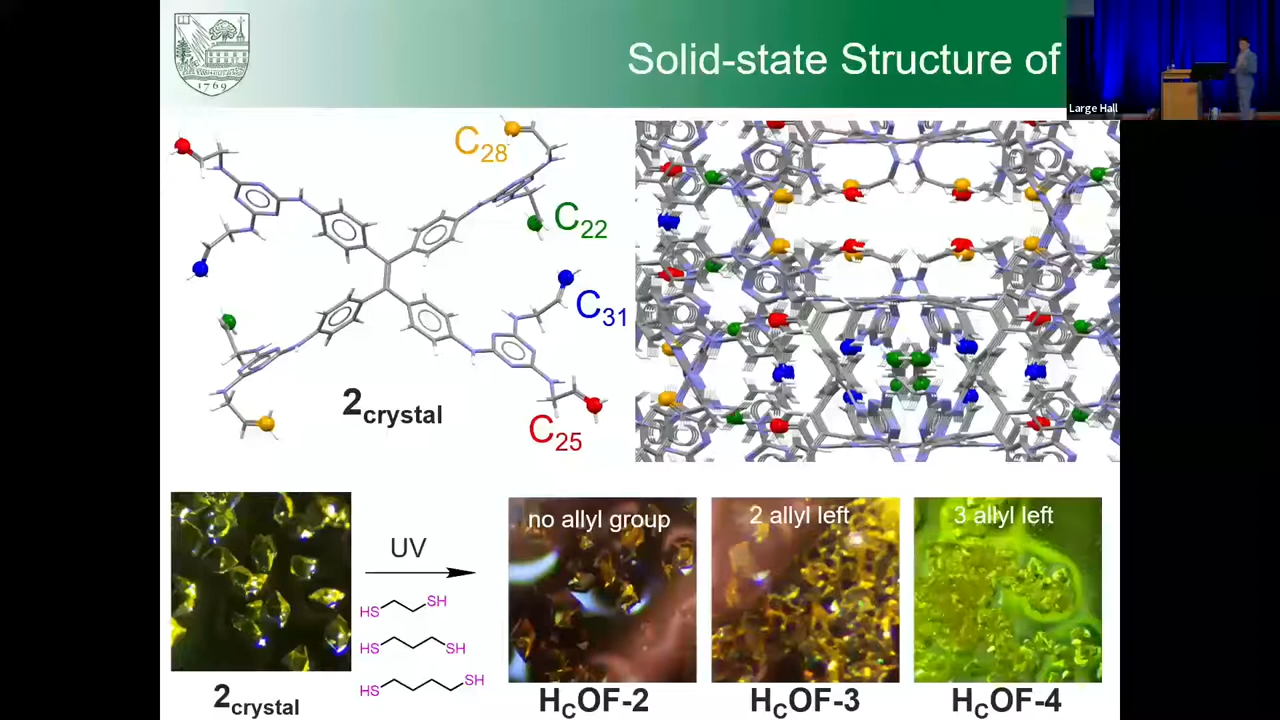 Solid-state Structure of
Large Hall
1769
C28
C22
C31
C25
2crystal
no allyl group
2 allyl left
3 allyl left
UV
HS SH
HS SH
HS SH
2crystal
HCOF-2
HCOF-3
HCOF-4